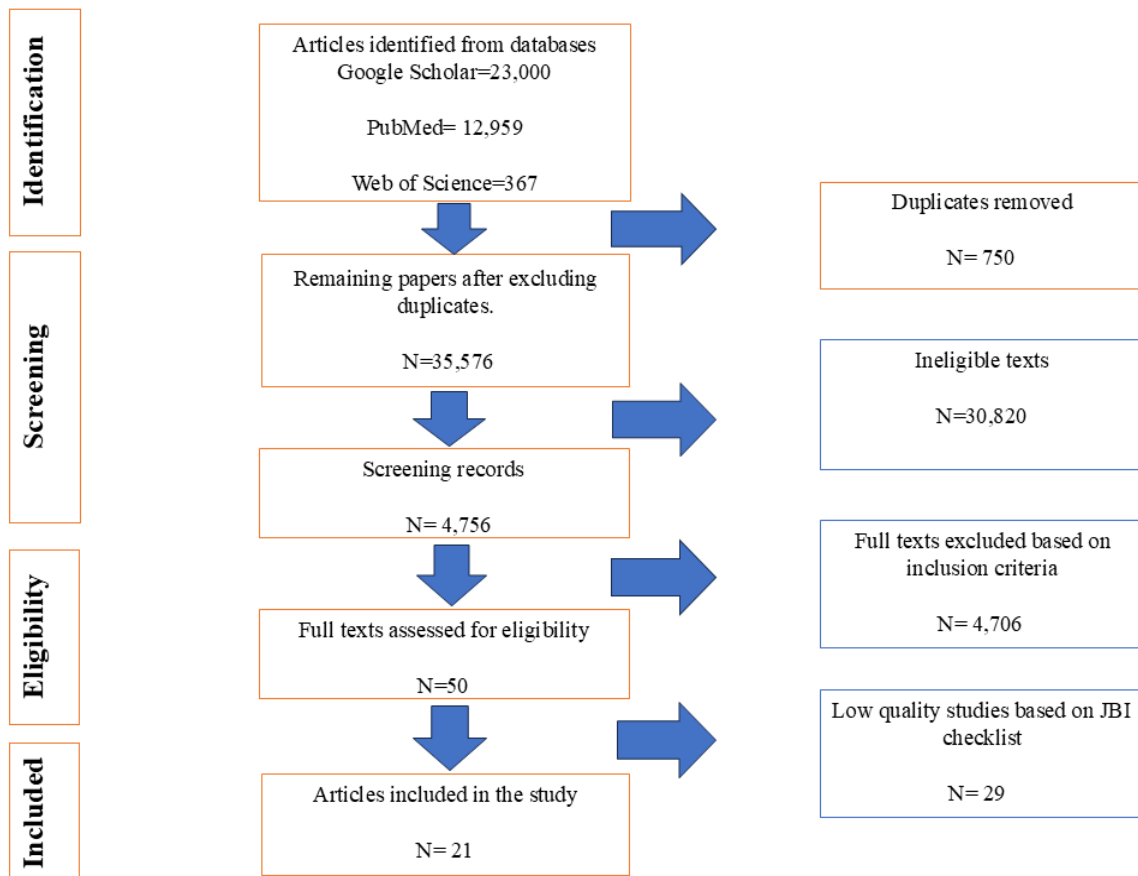 Identification
Articles identified from databases
Google Scholar=23,000
PubMed= 12,959
Web of Science=367
Duplicates removed
N= 750
Screening
Remaining papers after excluding
duplicates.
N=35,576
Ineligible texts
N=30,820
Screening records
N= 4,756
Eligibility
Full texts excluded based on
inclusion criteria
N= 4,706
Full texts assessed for eligibility
N=50
Low quality studies based on JBI
checklist
N= 29
Included
Articles included in the study
N= 21